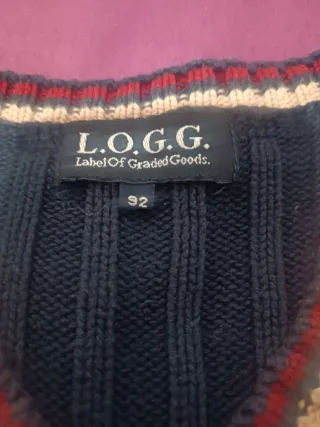 L.O.G.G.
Label Of Graded Goods.
92